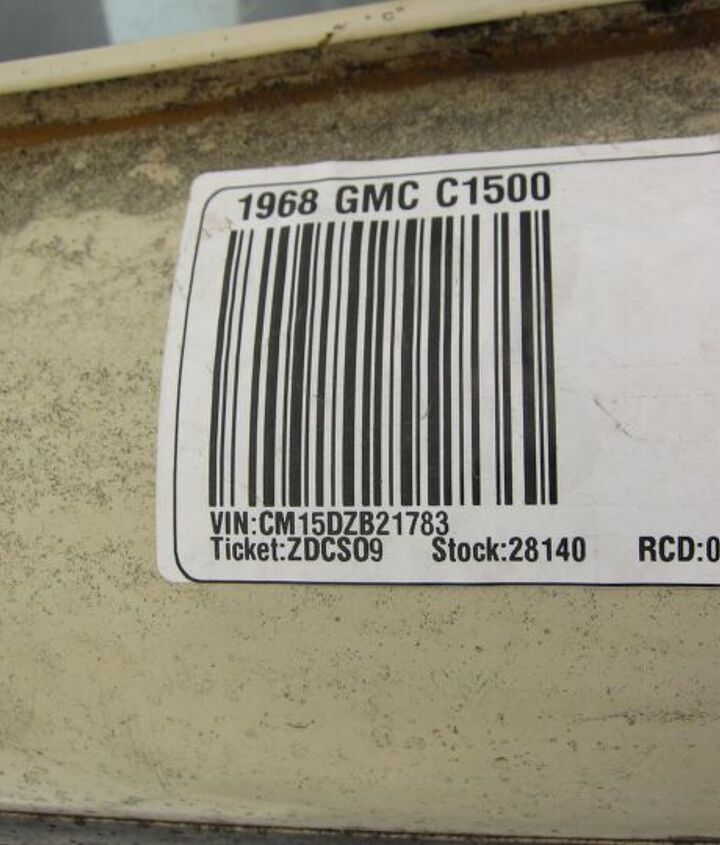 1968 GMC C1500
VIN:CM15DZB21783
Ticket:ZDCS09 Stock:28140 RCD:0